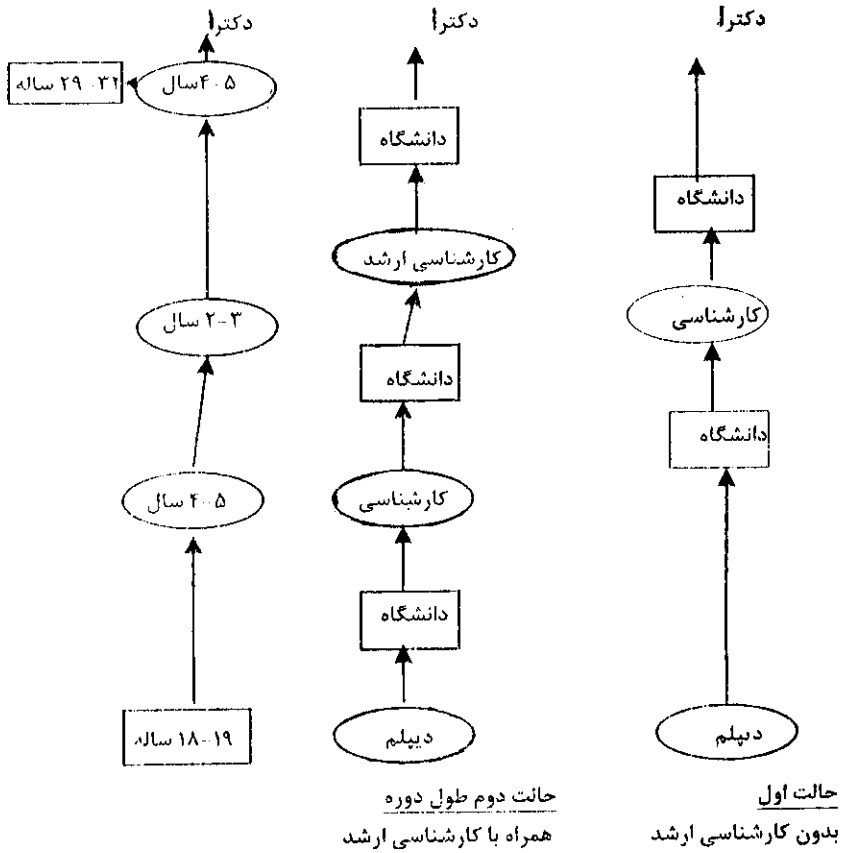 دکترا
دانشگاه
کارشناسی
دانشگاه
دیپلم
حالت اول
بدون کارشناسی ارشد
دکترا
دانشگاه
کارشناسی ارشد
دانشگاه
کارشناسی
دانشگاه
دیپلم
حالت دوم طول دوره
همراه با کارشناسی ارشد
دکترا
۴-۵ سال
۲۹-۳۲ ساله
۲-۳ سال
۴-۵ سال
۱۸-۱۹ ساله